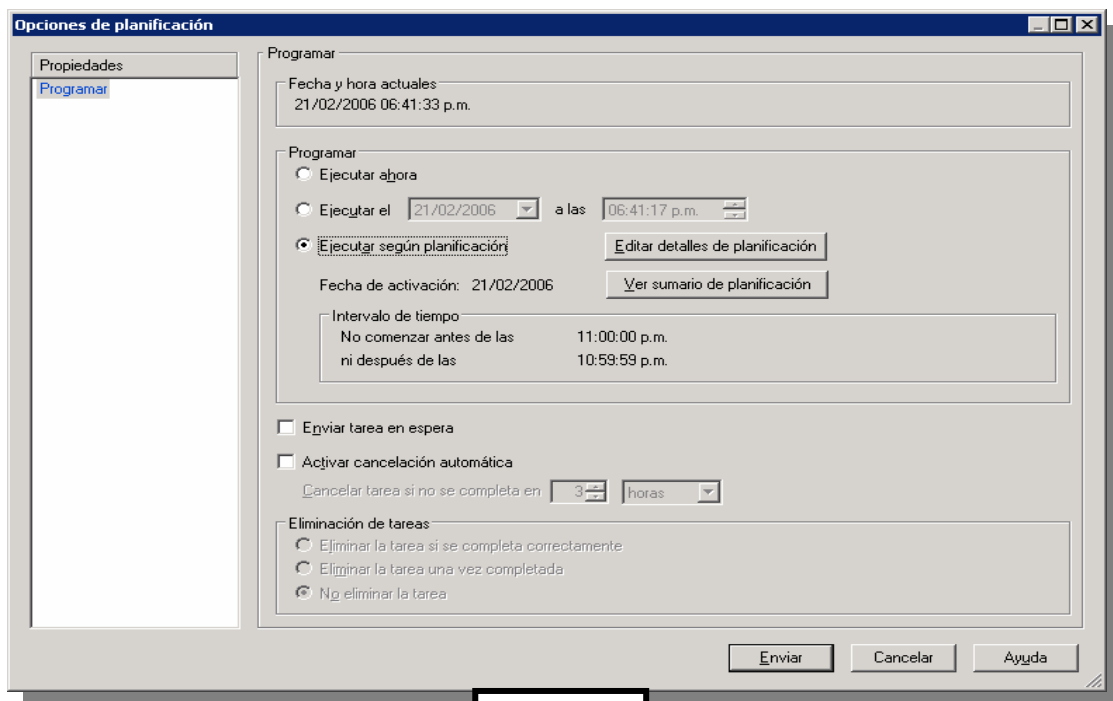 Opciones de planificación
Propiedades
Programar
Programar
Fecha y hora actuales
21/02/2006 06:41:33 p.m.
Programar
Ejecutar ahora
Ejecutar el 21/02/2006 a las 06:41:17 p.m.
Ejecutar según planificación Editar detalles de planificación
Fecha de activación: 21/02/2006 Ver sumario de planificación
Intervalo de tiempo
No comenzar antes de las 11:00:00 p.m.
ni después de las 10:59:59 p.m.
Enviar tarea en espera
Activar cancelación automática
Cancelar tarea si no se completa en 3 horas
Eliminación de tareas
Eliminar la tarea si se completa correctamente
Eliminar la tarea una vez completada
No eliminar la tarea
Enviar Cancelar Ayuda